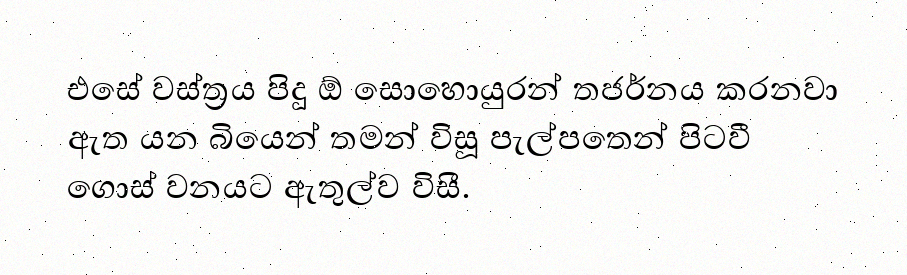 එසේ වස්ත්‍රය පිදූ ඕ සොහොයුරන් තජර්නය කරනවා
ඇත යන බියෙන් තමන් විසූ පැල්පතෙන් පිටවී
ගොස් වනයට ඇතුල්ව විසී.